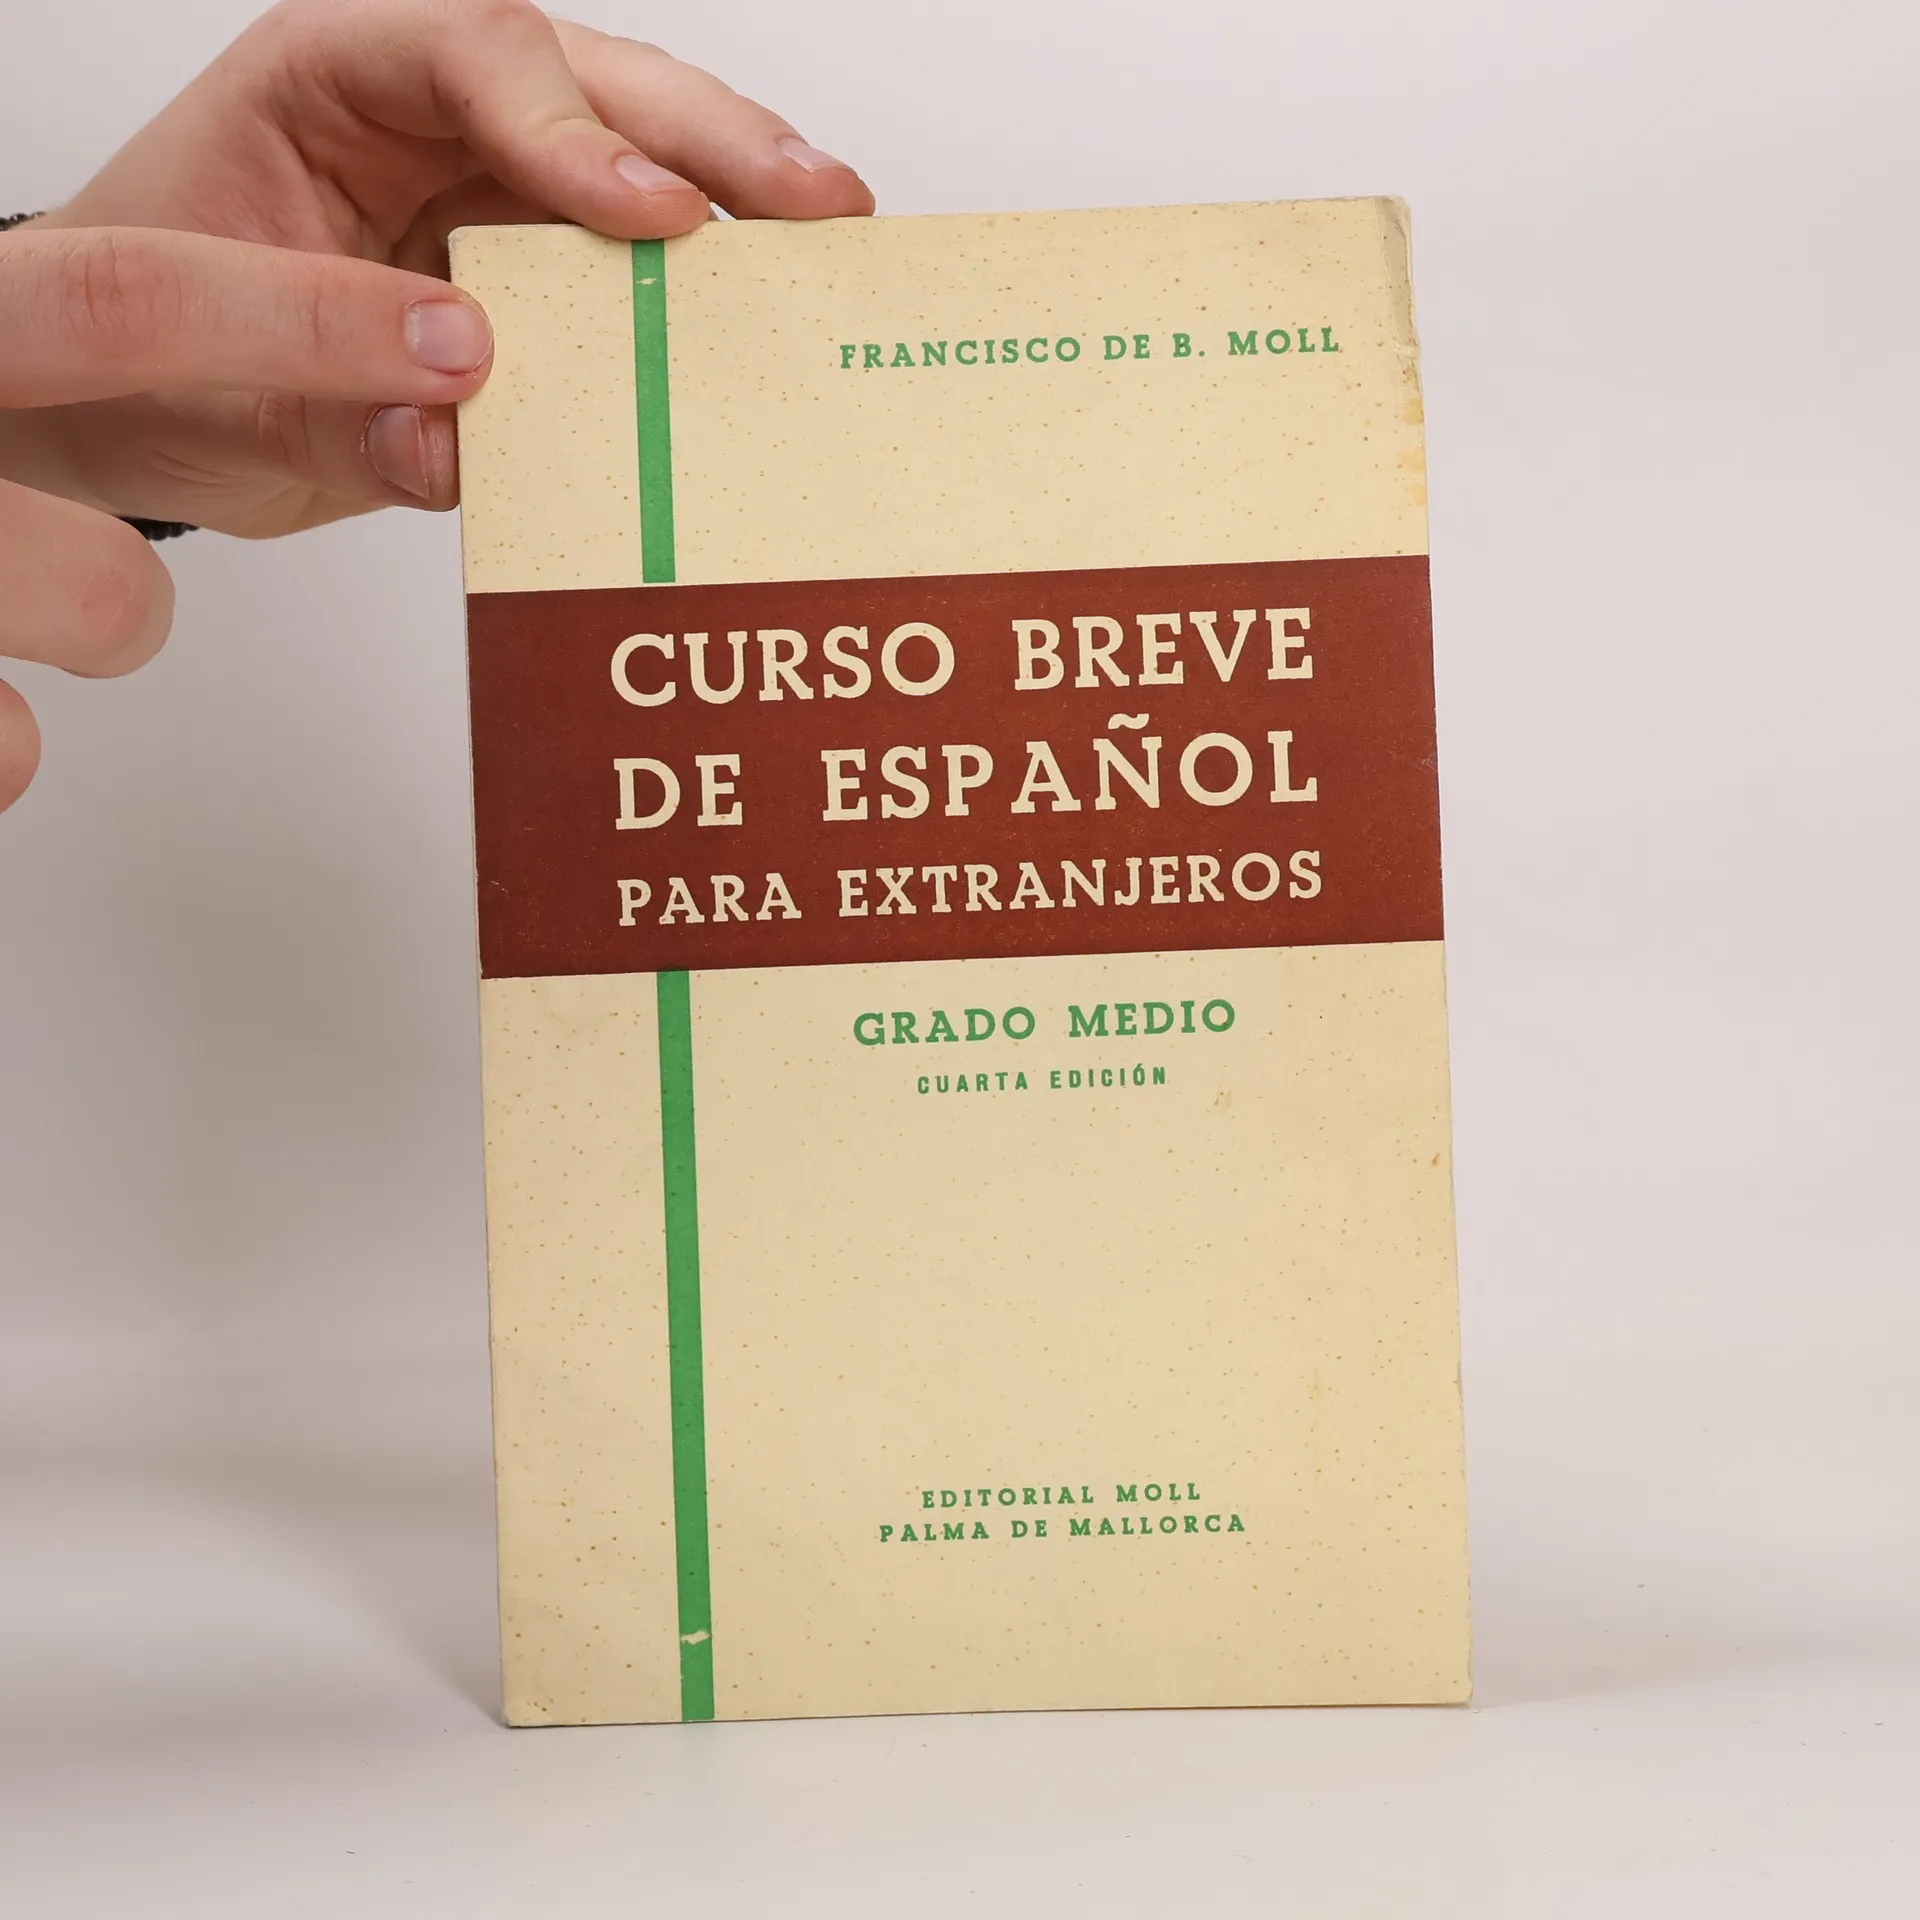 FRANCISCO DE B. MOLL
CURSO BREVE
DE ESPAÑOL
PARA EXTRANJEROS
GRADO MEDIO
CUARTA EDICIÓN
EDITORIAL MOLL
PALMA DE MALLORCA